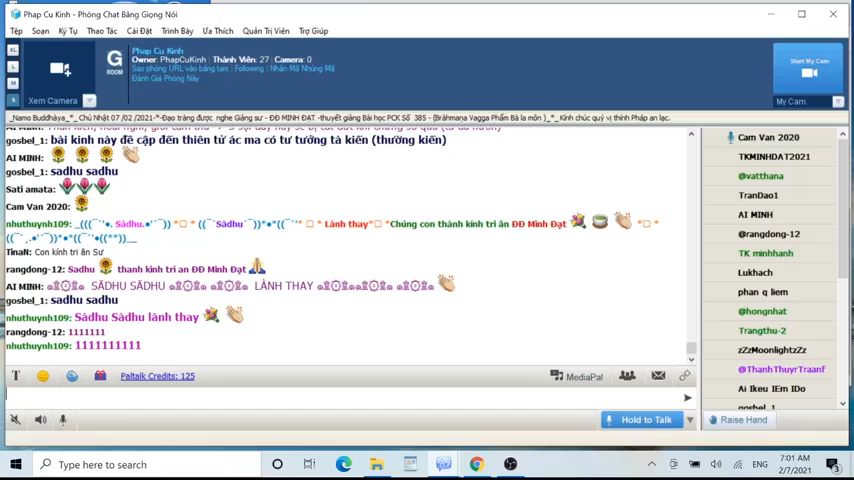 Phap Cu Kinh - Phòng Chat Bằng Giọng Nói
Tệp Soạn Ký Tự Thao Tác Cài Đặt Trình Bày Ưa Thích Quản Trị Viên Trợ Giúp
XL
L
M
S
Xem Camera
G
ROOM
Phap Cu Kinh
Owner: PhapCuKinh | Thành Viên: 27 | Camera: 0
Sao phỏng URL vào bảng tạm | Following | Nhận Mã Nhúng Mã
Đánh Giá Phòng Này
Start My Cam
My Cam
_Namo Buddhàya_*_ Chủ Nhật 07 /02 /2021-*-Đạo tràng được nghe Giảng sư - ĐĐ MINH ĐẠT -thuyết giảng Bài học PCK Số 385 - (Bràhmaṇa Vagga Phẩm Bà la môn )_*_ Kính chúc quý vị thính Pháp an lạc.
gosbel_1: bài kinh này đề cập đến thiên tử ác ma có tư tưởng tà kiến (thường kiến)
AI MINH:
gosbel_1: sadhu sadhu
Sati amata:
Cam Van 2020:
nhuthuynh109: _(((¯`'•. Sàdhu.•'´¯)) *□ * ((¯`Sàdhu´¯))*•*((¯`'* □ * Lành thay*□ *Chúng con thành kính tri ân ĐĐ Minh Đạt *□ *
((¯´,.•'´¯))*•*((¯`'•((**))__
TinaN: Con kính tri ân Sư
rangdong-12: Sadhu thanh kinh tri an ĐĐ Minh Đạt
AI MINH: SĀDHU SĀDHU LÀNH THAY
gosbel_1: sadhu sadhu
nhuthuynh109: Sàdhu Sàdhu lành thay
rangdong-12: 1111111
nhuthuynh109: 1111111111
Cam Van 2020
TKMINHDAT2021
@vatthana
TranDao1
AI MINH
@rangdong-12
TK minhhanh
Lukhach
phan q liem
@hongnhat
Trangthu-2
zZzMoonlightzZz
@ThanhThuyrTraanf
Ai Ikeu IEm IDo
gosbel_1
T Paltalk Credits: 125 MediaPal
Hold to Talk
Raise Hand
Type here to search
ENG
7:01 AM
2/7/2021
3